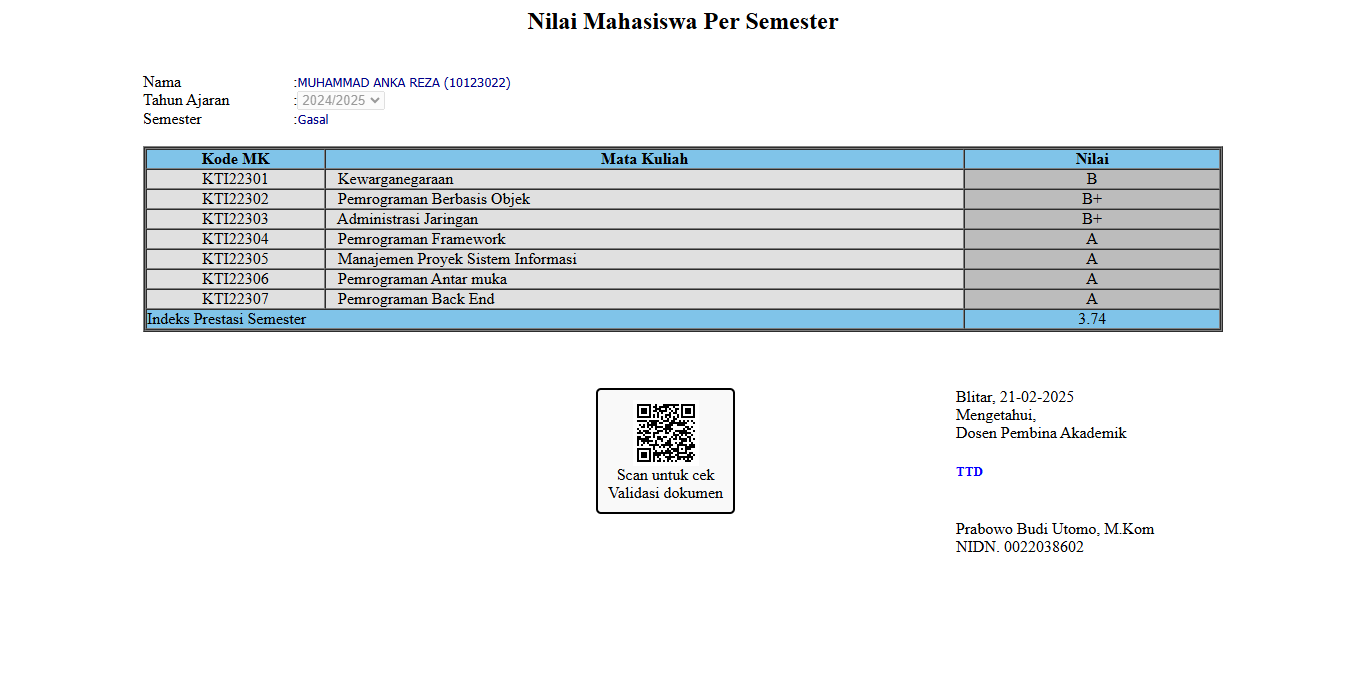 Nilai Mahasiswa Per Semester
Nama :MUHAMMAD ANKA REZA (10123022)
Tahun Ajaran :2024/2025
Semester :Gasal
Kode MK Mata Kuliah Nilai
KTI22301 Kewarganegaraan B
KTI22302 Pemrograman Berbasis Objek B+
KTI22303 Administrasi Jaringan B+
KTI22304 Pemrograman Framework A
KTI22305 Manajemen Proyek Sistem Informasi A
KTI22306 Pemrograman Antar muka A
KTI22307 Pemrograman Back End A
Indeks Prestasi Semester 3.74
Scan untuk cek
Validasi dokumen
Blitar, 21-02-2025
Mengetahui,
Dosen Pembina Akademik
TTD
Prabowo Budi Utomo, M.Kom
NIDN. 0022038602